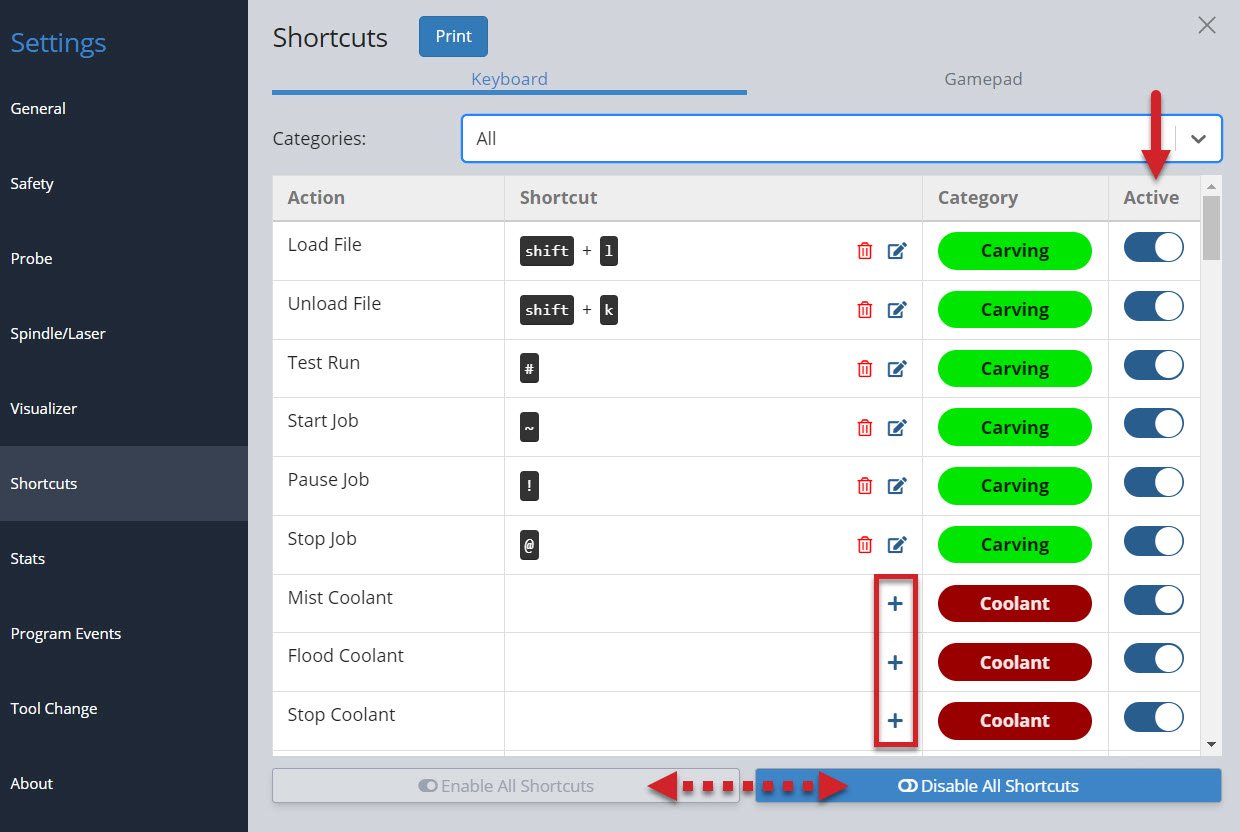 Settings
General
Safety
Probe
Spindle/Laser
Visualizer
Shortcuts
Stats
Program Events
Tool Change
About
Shortcuts Print
Keyboard Gamepad
Categories: All
Action Shortcut Category Active
Load File shift + l Carving
Unload File shift + k Carving
Test Run # Carving
Start Job ~ Carving
Pause Job ! Carving
Stop Job @ Carving
Mist Coolant + Coolant
Flood Coolant + Coolant
Stop Coolant + Coolant
Enable All Shortcuts Disable All Shortcuts